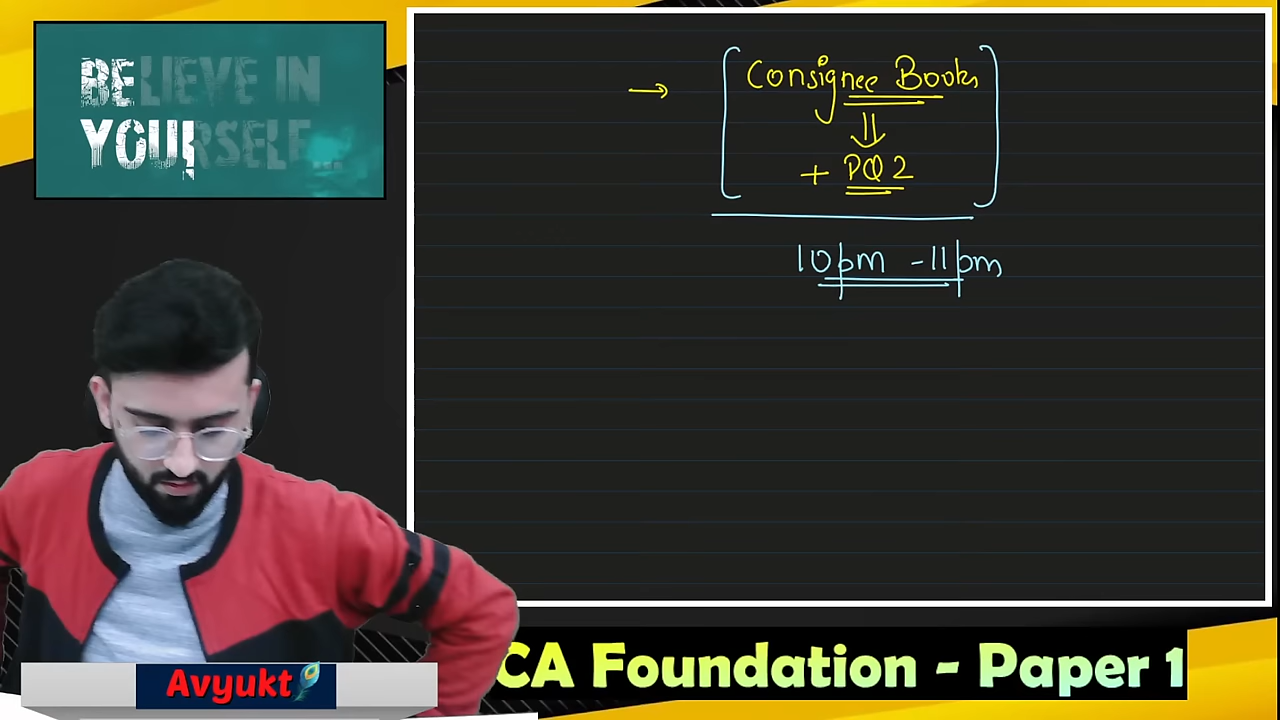 BELIEVE IN
YOURSELF...
→ [Consignee Books
⇓
+ PQ 2]
10pm - 11pm
Avyukt
CA Foundation - Paper 1